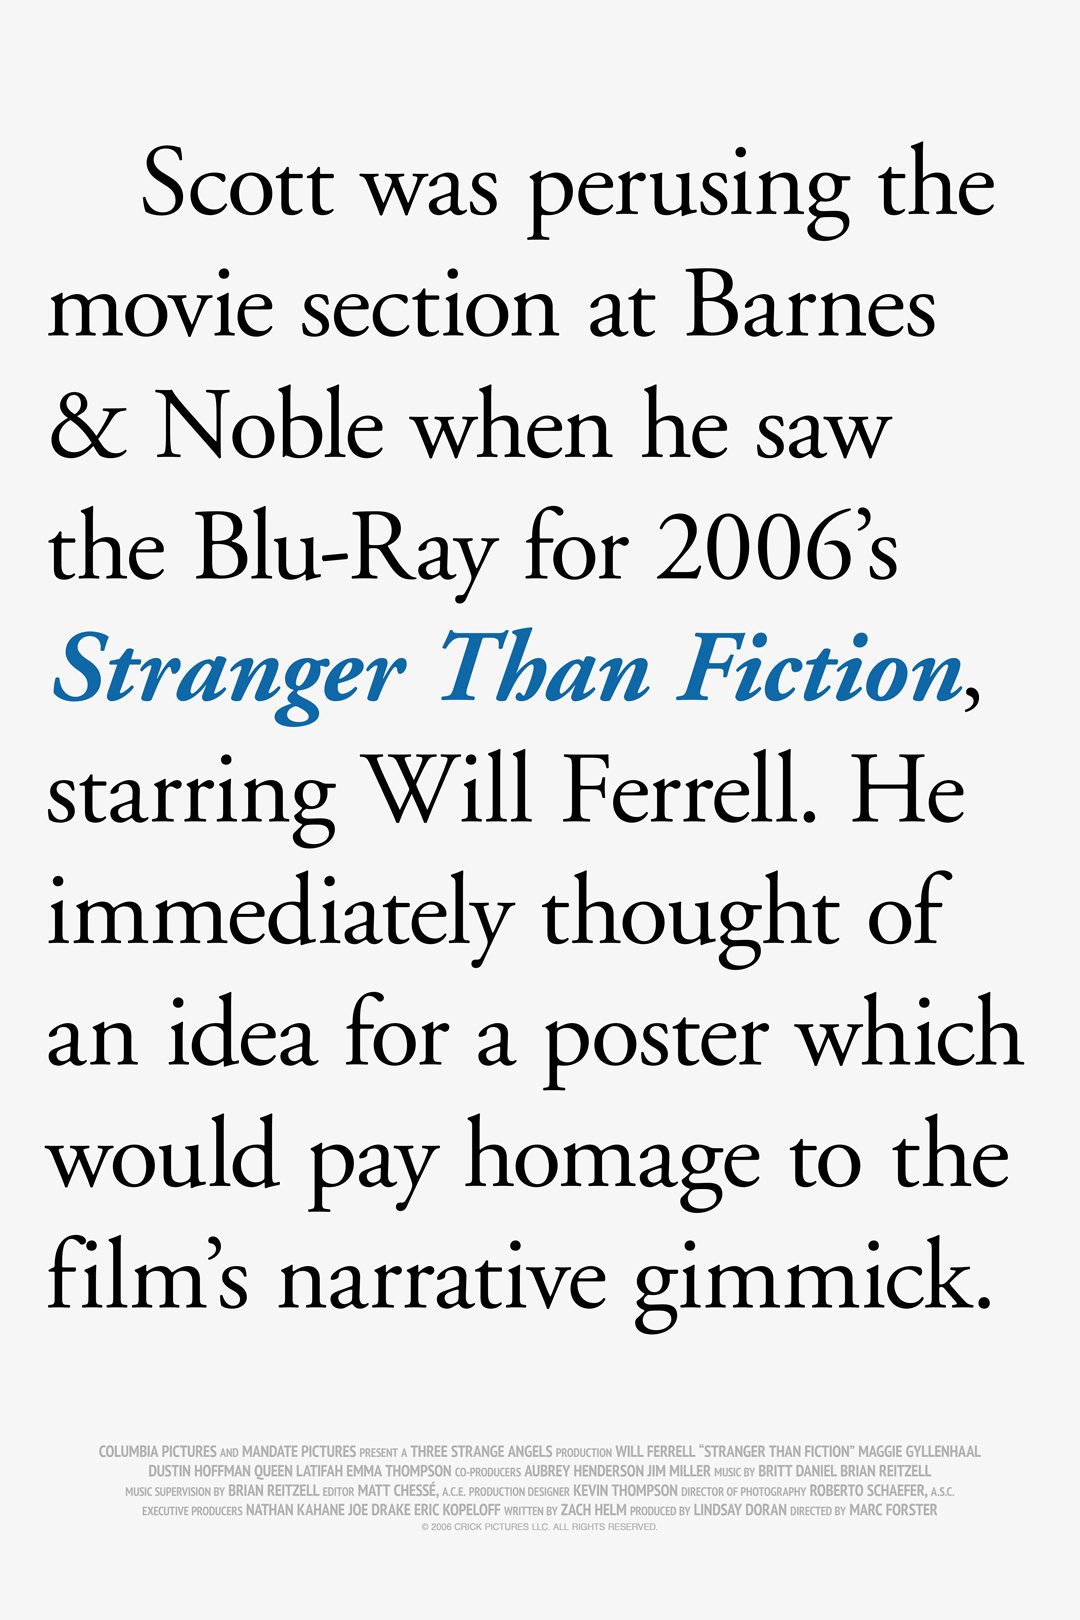 Scott was perusing the
movie section at Barnes
& Noble when he saw
the Blu-Ray for 2006’s
Stranger Than Fiction,
starring Will Ferrell. He
immediately thought of
an idea for a poster which
would pay homage to the
film’s narrative gimmick.
COLUMBIA PICTURES AND MANDATE PICTURES PRESENT A THREE STRANGE ANGELS PRODUCTION WILL FERRELL “STRANGER THAN FICTION” MAGGIE GYLLENHAAL
DUSTIN HOFFMAN QUEEN LATIFAH EMMA THOMPSON CO-PRODUCERS AUBREY HENDERSON JIM MILLER MUSIC BY BRITT DANIEL BRIAN REITZELL
MUSIC SUPERVISION BY BRIAN REITZELL EDITOR MATT CHESSÉ, A.C.E. PRODUCTION DESIGNER KEVIN THOMPSON DIRECTOR OF PHOTOGRAPHY ROBERTO SCHAEFER, A.S.C.
EXECUTIVE PRODUCERS NATHAN KAHANE JOE DRAKE ERIC KOPELOFF WRITTEN BY ZACH HELM PRODUCED BY LINDSAY DORAN DIRECTED BY MARC FORSTER
© 2006 CRICK PICTURES LLC. ALL RIGHTS RESERVED.